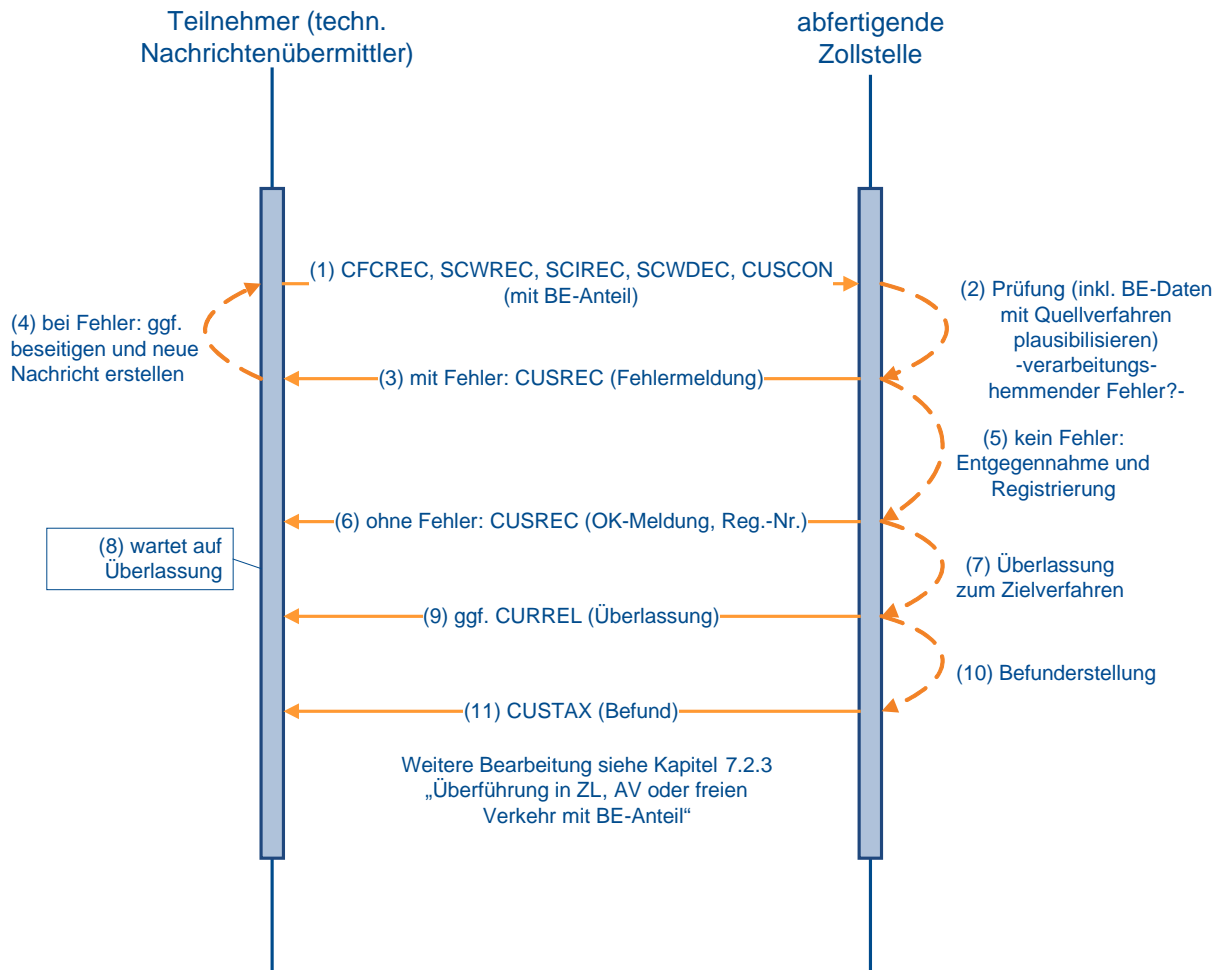 Teilnehmer (techn.
Nachrichtenübermittler)
abfertigende
Zollstelle
(1) CFCREC, SCWREC, SCIREC, SCWDEC, CUSCON
(mit BE-Anteil)
(2) Prüfung (inkl. BE-Daten
mit Quellverfahren
plausibilisieren)
-verarbeitungs-
hemmender Fehler?-
(4) bei Fehler: ggf.
beseitigen und neue
Nachricht erstellen
(3) mit Fehler: CUSREC (Fehlermeldung)
(5) kein Fehler:
Entgegennahme und
Registrierung
(6) ohne Fehler: CUSREC (OK-Meldung, Reg.-Nr.)
(8) wartet auf
Überlassung
(7) Überlassung
zum Zielverfahren
(9) ggf. CURREL (Überlassung)
(10) Befunderstellung
(11) CUSTAX (Befund)
Weitere Bearbeitung siehe Kapitel 7.2.3
„Überführung in ZL, AV oder freien
Verkehr mit BE-Anteil“